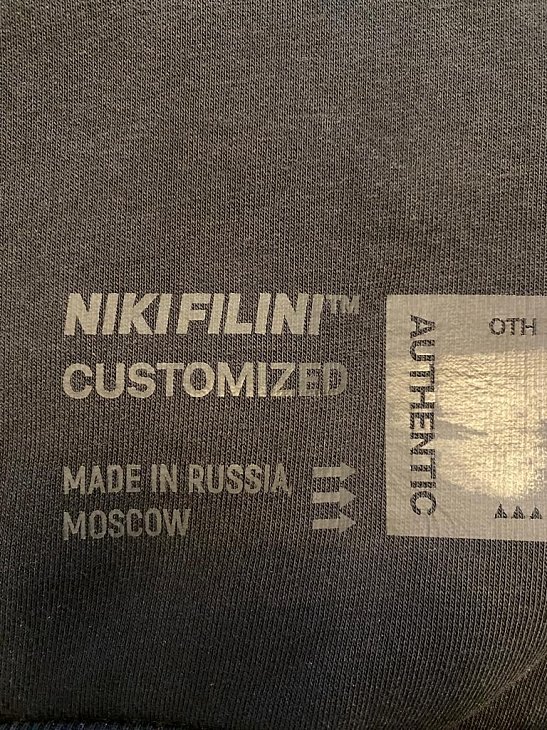 NIKIFILINI™
CUSTOMIZED
MADE IN RUSSIA,
MOSCOW
AUTHENTIC
OTH